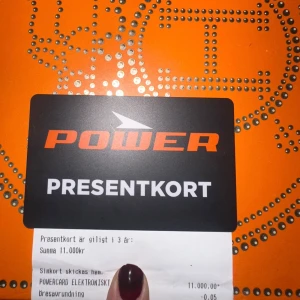 POWER
PRESENTKORT
Presentkort är giltigt i 3 år:
Summa 11.000kr
Slakort skickas hem
POWERCARD ELEKTRONISKT 11.000.00*
Öresavrundning -0.05